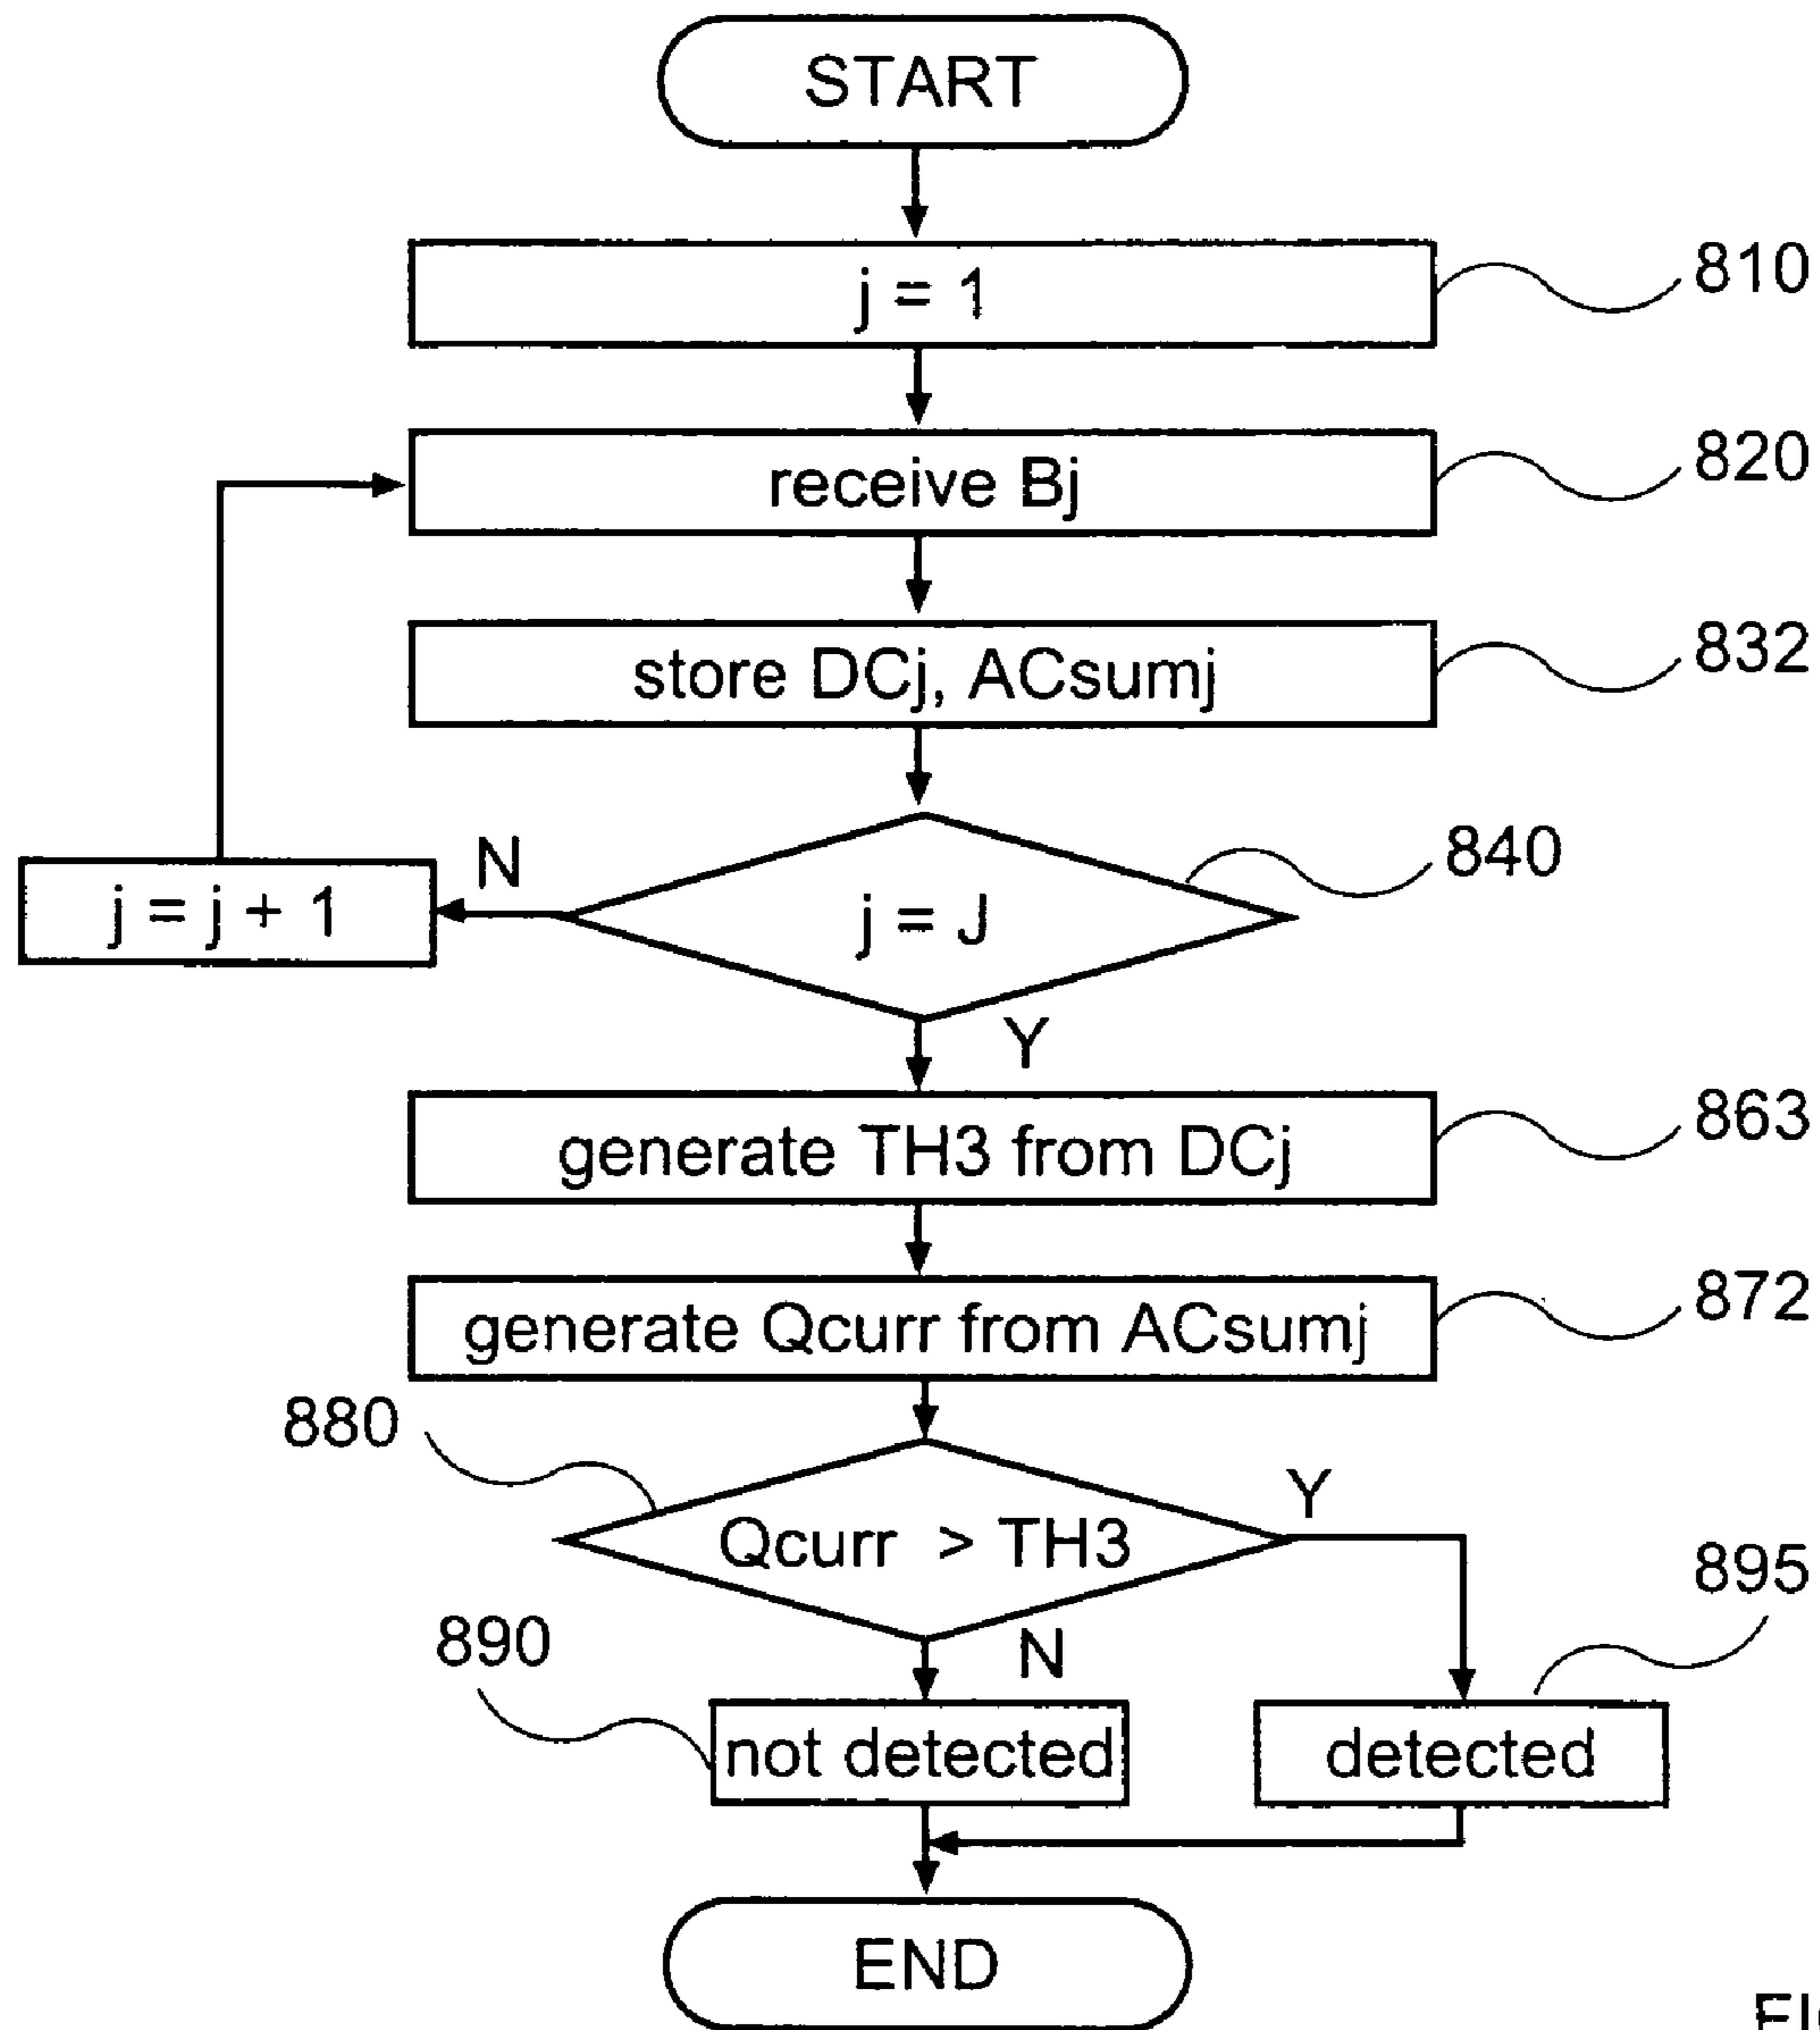 START
j = 1
810
receive Bj
820
store DCj, ACsumj
832
840
N
j = j + 1
j = J
Y
generate TH3 from DCj
863
generate Qcurr from ACsumj
872
880
Y
Qcurr > TH3
895
890
N
not detected
detected
END